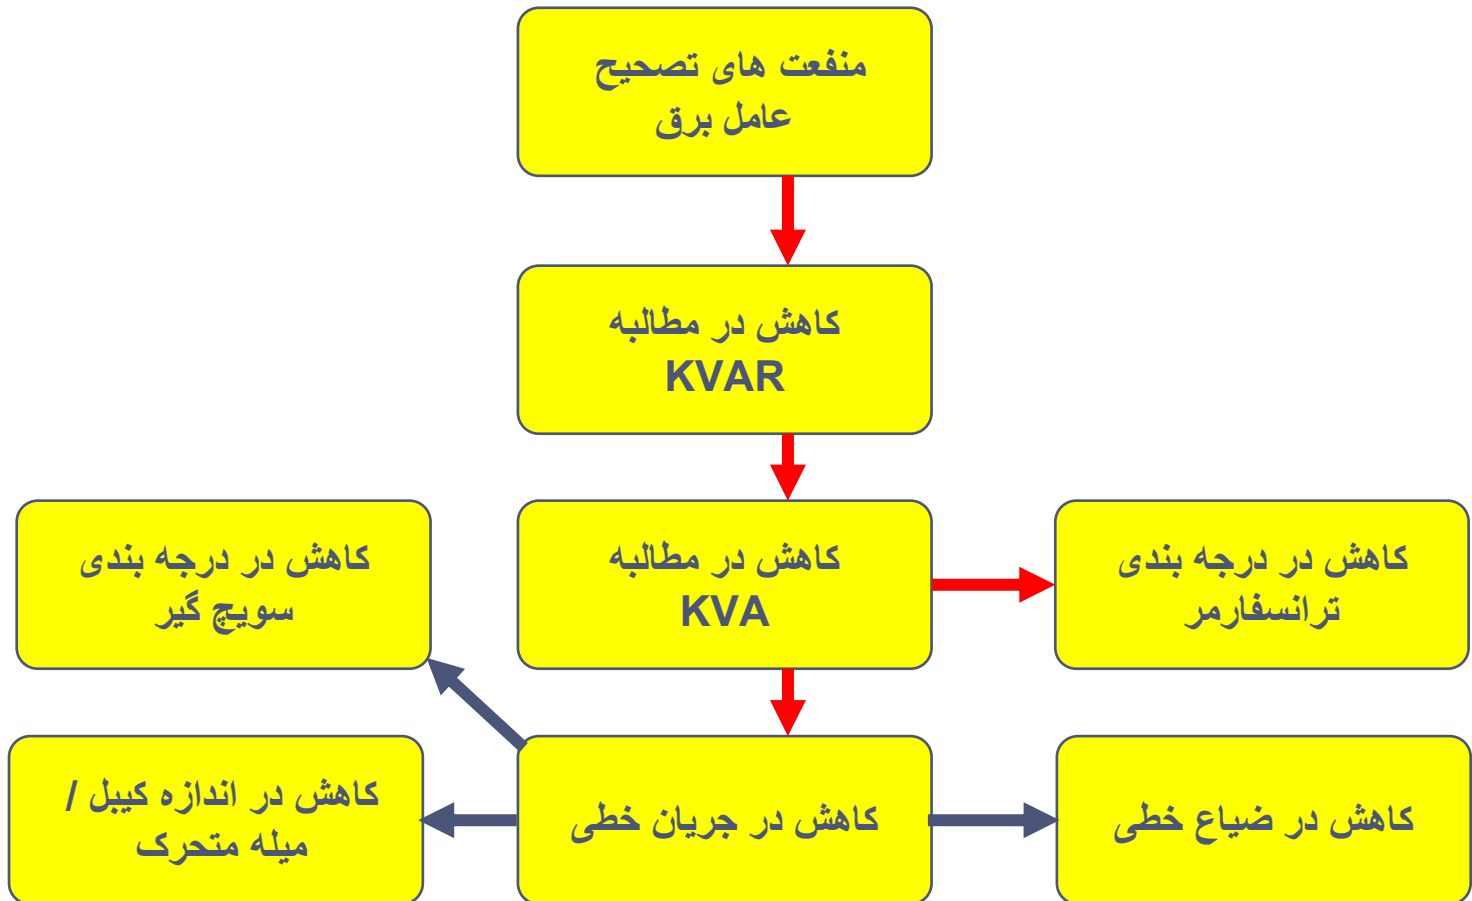 منفعت های تصحیح
عامل برق
کاهش در مطالبه
KVAR
کاهش در درجه بندی
سویچ گیر
کاهش در مطالبه
KVA
کاهش در درجه بندی
ترانسفارمر
کاهش در اندازه کیبل /
میله متحرک
کاهش در جریان خطی
کاهش در ضیاع خطی